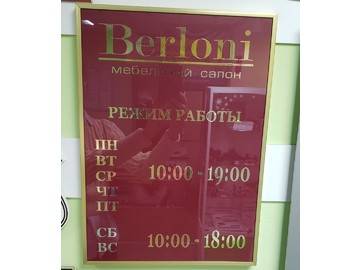 Berloni
мебельный салон
РЕЖИМ РАБОТЫ
ПН
ВТ
СР 10:00-19:00
ЧТ
ПТ
СБ
ВС 10:00-18:00